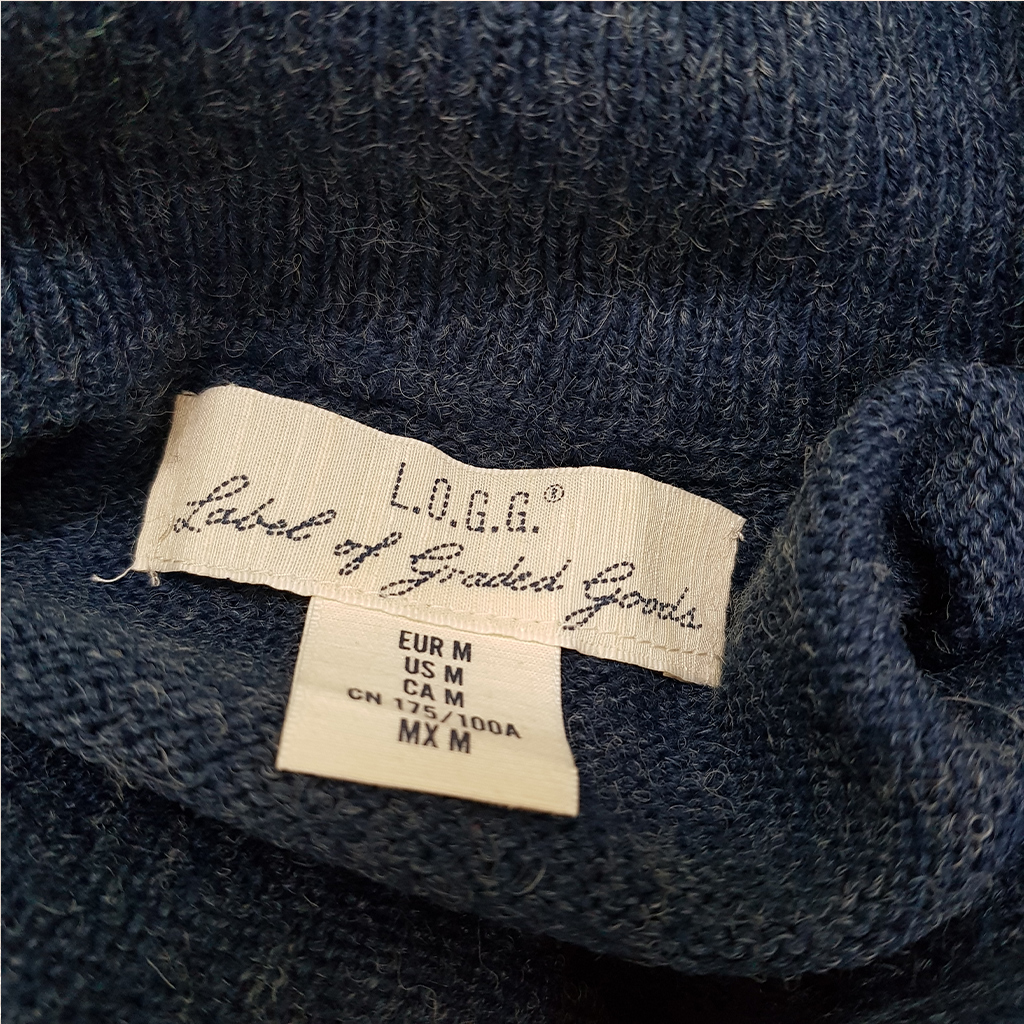 L.O.G.G.®
Label of Graded Goods
EUR M
US M
CA M
CN 175/100A
MX M